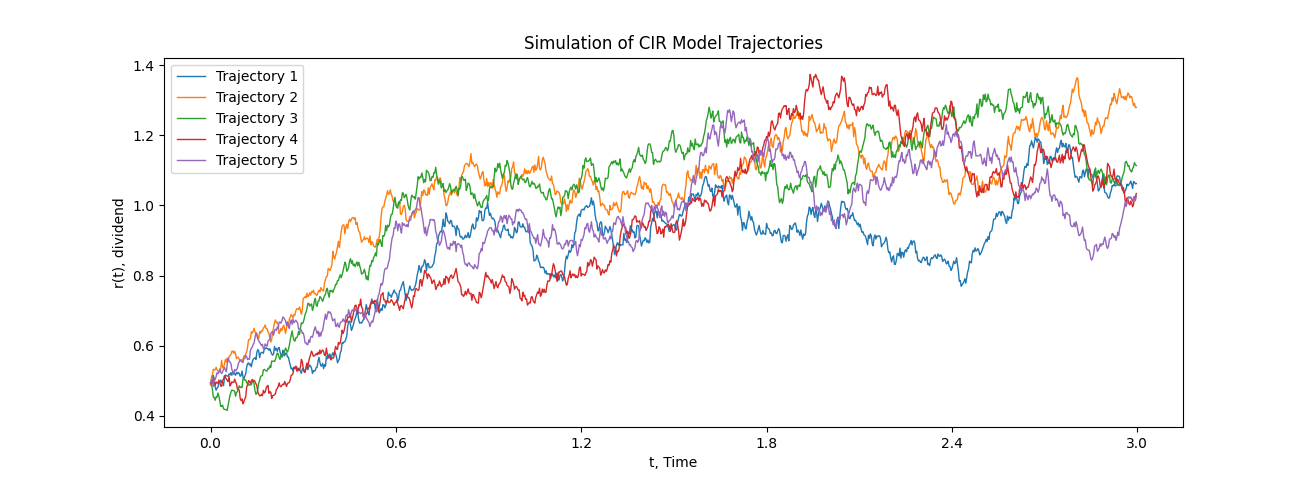 Simulation of CIR Model Trajectories
1.4
1.2
1.0
0.8
0.6
0.4
r(t), dividend
Trajectory 1
Trajectory 2
Trajectory 3
Trajectory 4
Trajectory 5
0.0 0.6 1.2 1.8 2.4 3.0
t, Time